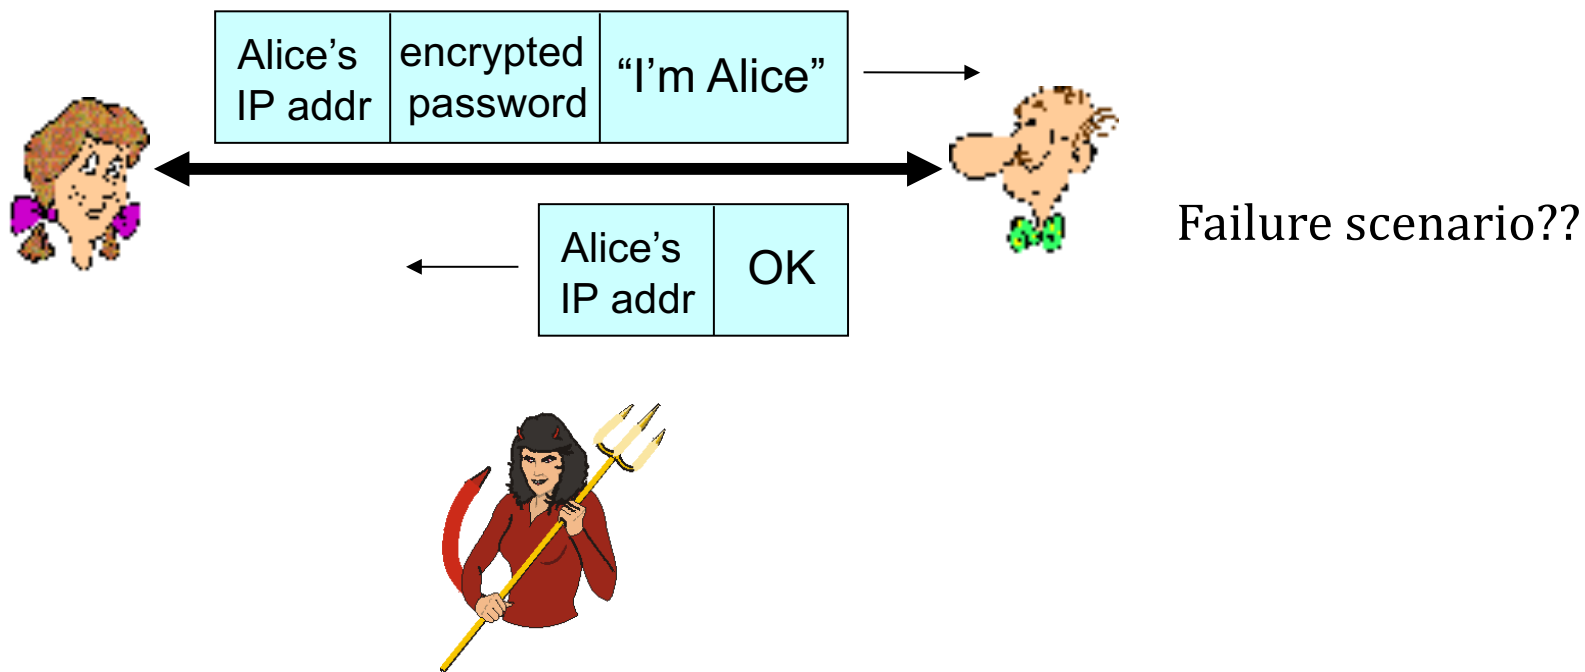 Alice’s
IP addr
encrypted
password
“I’m Alice”
Alice’s
IP addr
OK
Failure scenario??